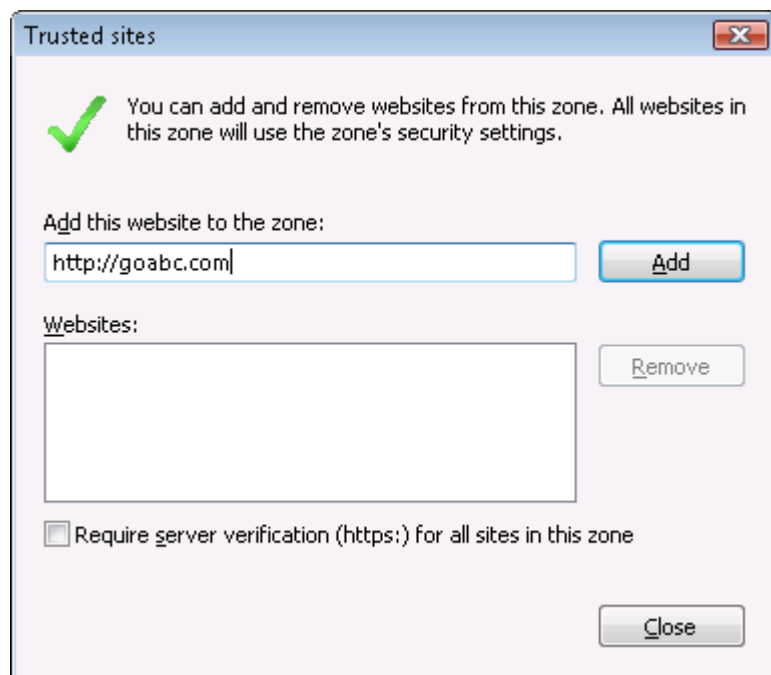 Trusted sites
You can add and remove websites from this zone. All websites in
this zone will use the zone's security settings.
Add this website to the zone:
http://goabc.com
Add
Websites:
Remove
Require server verification (https:) for all sites in this zone
Close